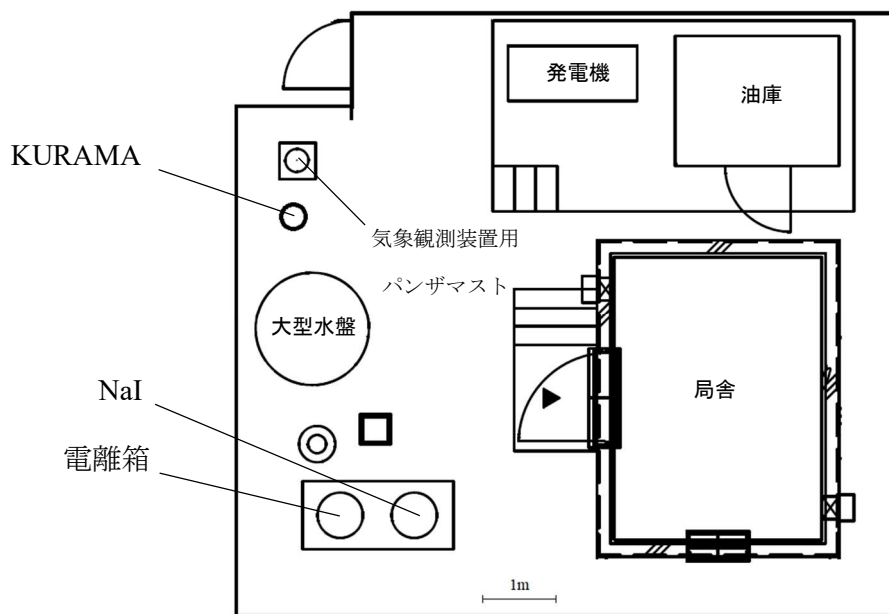 発電機
油庫
KURAMA
気象観測装置用
パンザマスト
大型水盤
NaI
局舎
電離箱
1m